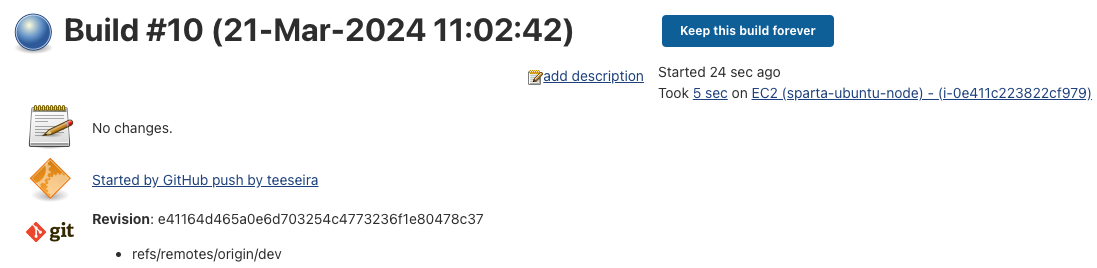 Build #10 (21-Mar-2024 11:02:42)
Keep this build forever
add description
Started 24 sec ago
Took 5 sec on EC2 (sparta-ubuntu-node) - (i-0e411c223822cf979)
No changes.
Started by GitHub push by teeseira
git
Revision: e41164d465a0e6d703254c4773236f1e80478c37
• refs/remotes/origin/dev